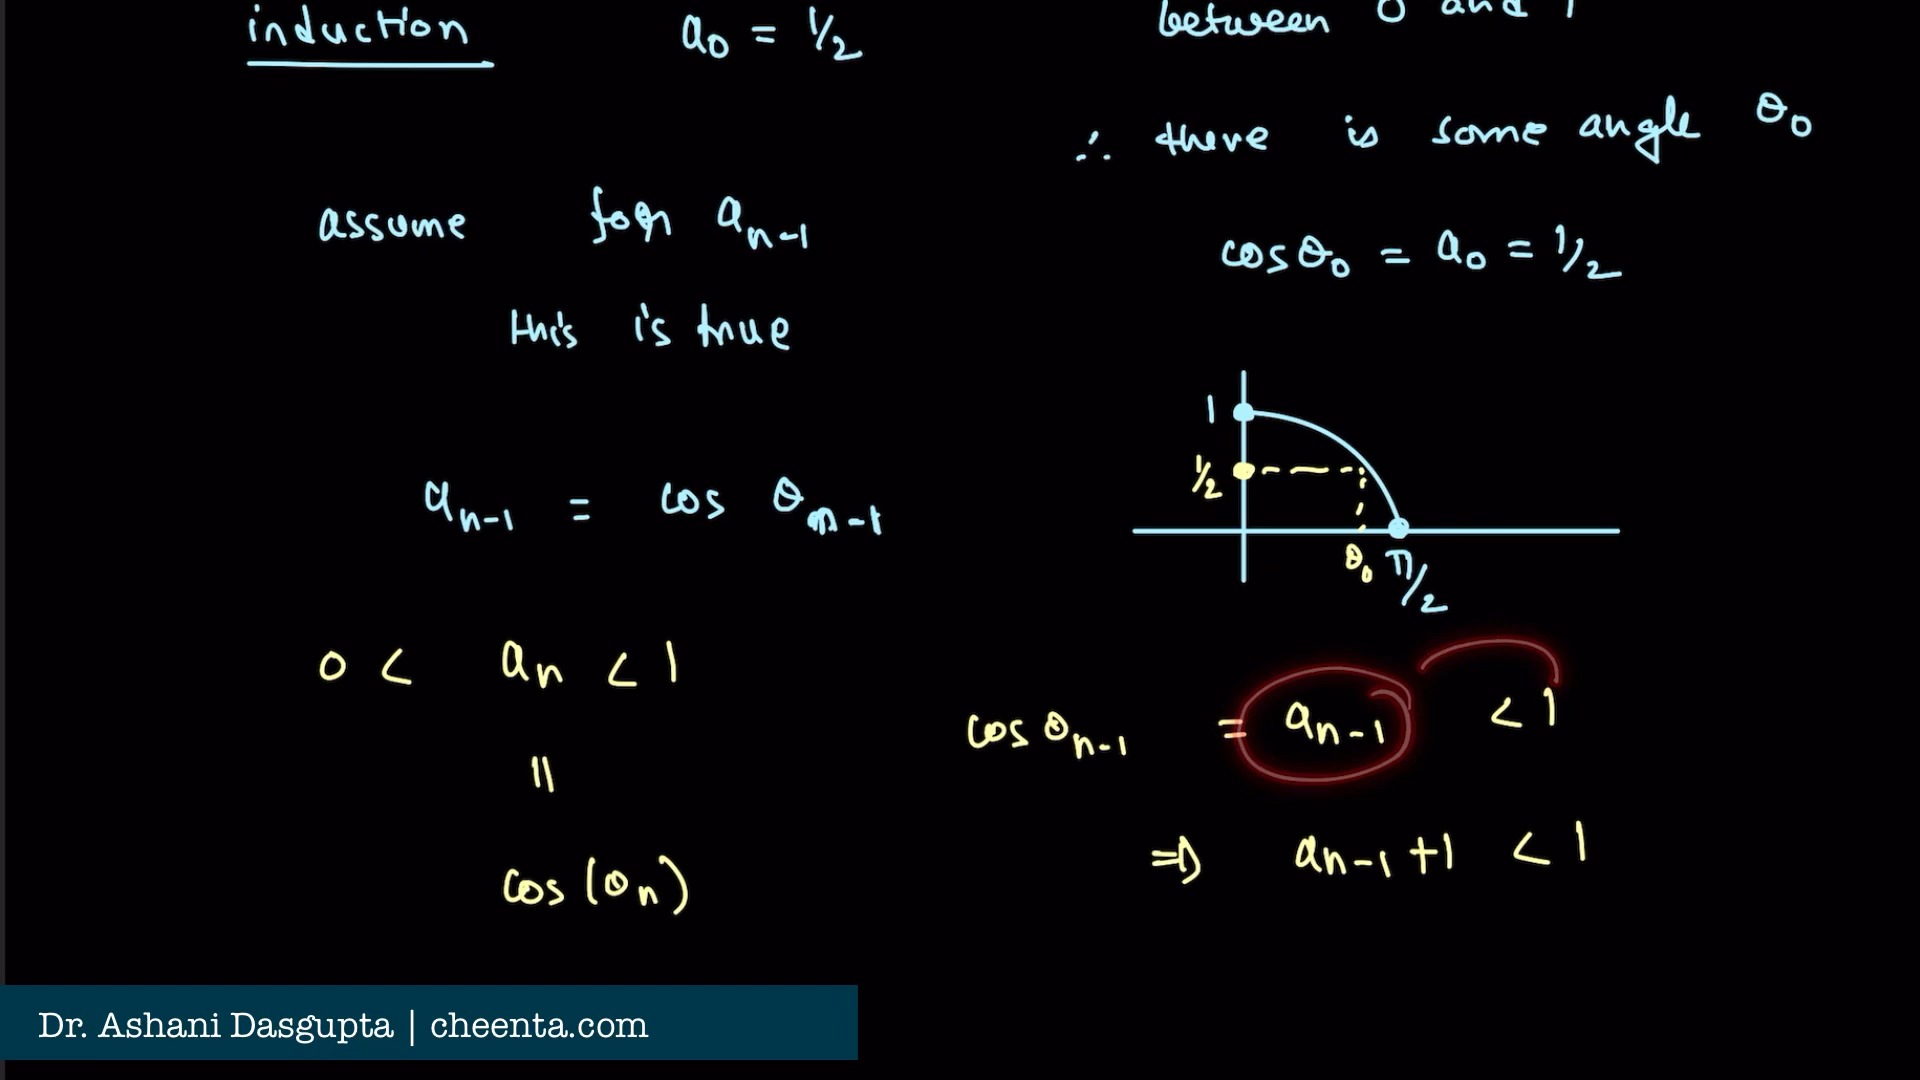 induction a₀ = 1/2
assume for aₙ₋₁
this is true
aₙ₋₁ = cos θₙ₋₁
0 < aₙ < 1
||
cos (θₙ)
between 0 and 1
∴ there is some angle θ₀
cos θ₀ = a₀ = 1/2
1
1/2
θ₀ π/2
cos θₙ₋₁ = aₙ₋₁ < 1
⇒ aₙ₋₁ + 1 < 1
Dr. Ashani Dasgupta | cheenta.com